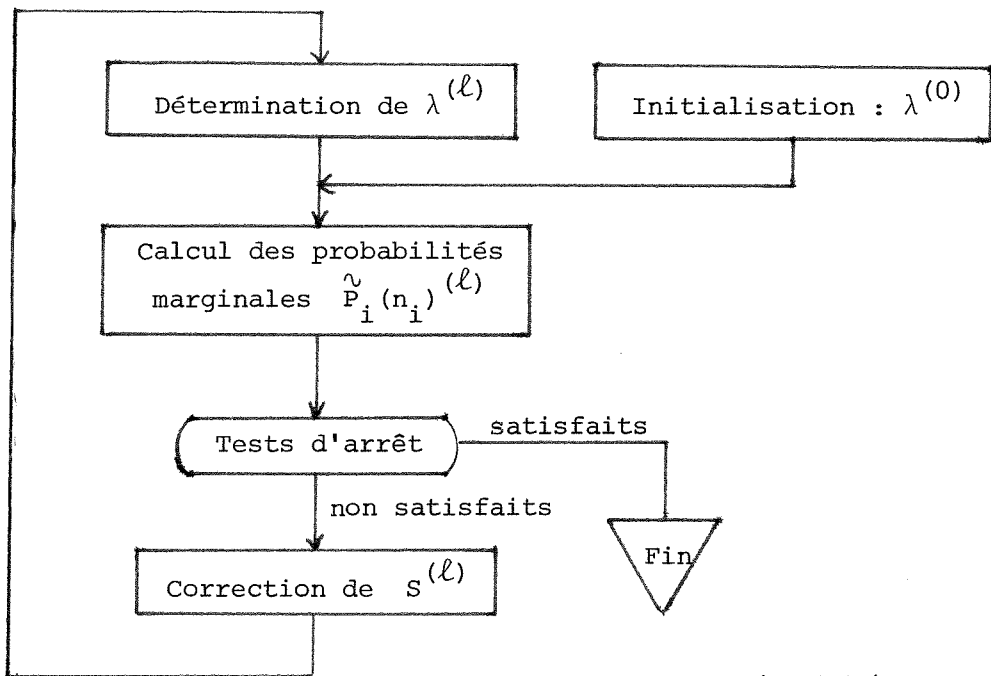 Détermination de λ^(ℓ)
Initialisation : λ^(0)
Calcul des probabilités
marginales P̃_i(n_i)^(ℓ)
Tests d'arrêt
satisfaits
non satisfaits
Fin
Correction de S^(ℓ)